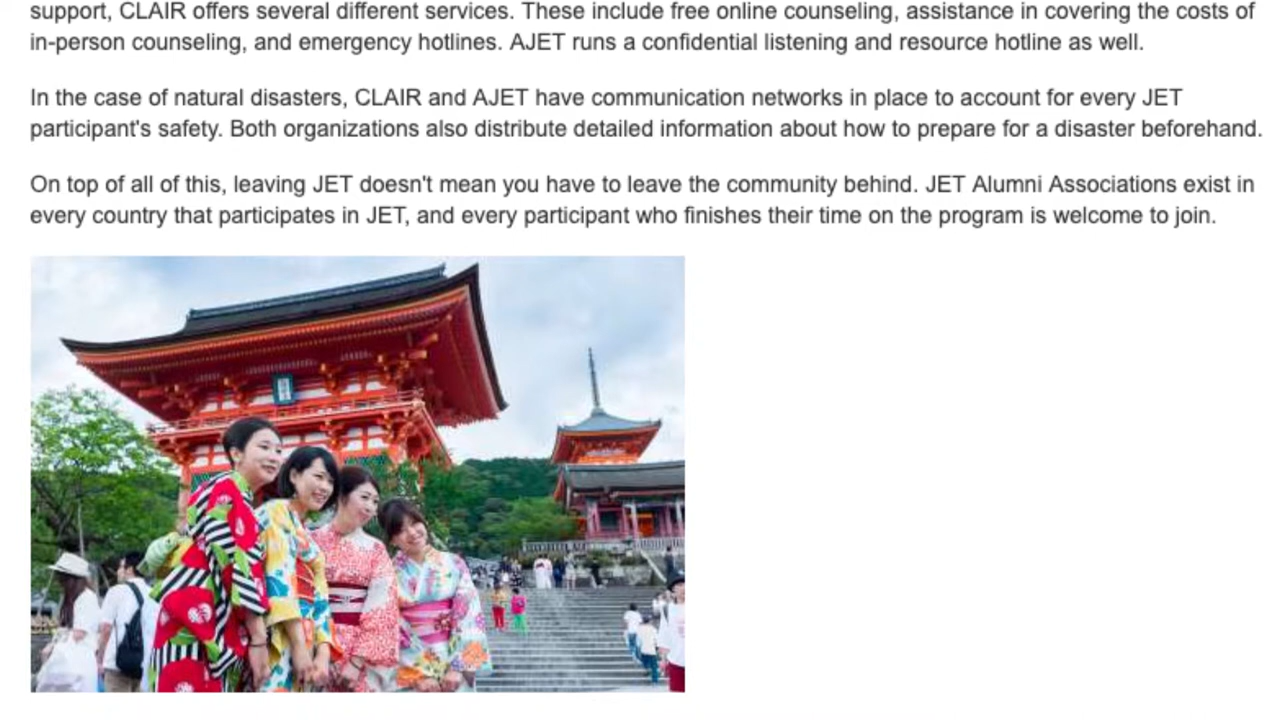 support, CLAIR offers several different services. These include free online counseling, assistance in covering the costs of
in-person counseling, and emergency hotlines. AJET runs a confidential listening and resource hotline as well.
In the case of natural disasters, CLAIR and AJET have communication networks in place to account for every JET
participant's safety. Both organizations also distribute detailed information about how to prepare for a disaster beforehand.
On top of all of this, leaving JET doesn't mean you have to leave the community behind. JET Alumni Associations exist in
every country that participates in JET, and every participant who finishes their time on the program is welcome to join.